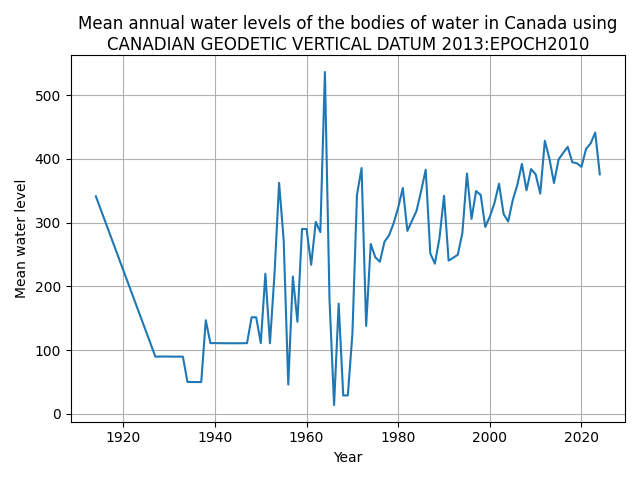 Mean annual water levels of the bodies of water in Canada using
CANADIAN GEODETIC VERTICAL DATUM 2013:EPOCH2010
Mean water level
500
400
300
200
100
0
1920 1940 1960 1980 2000 2020
Year